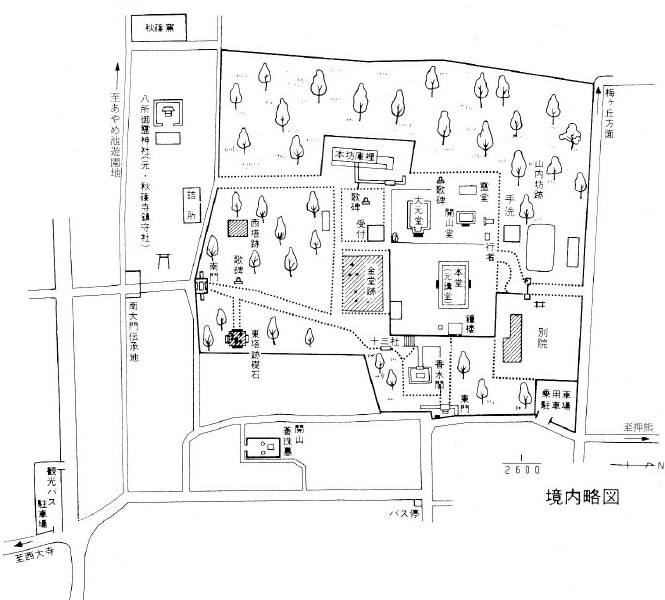 秋篠窯
至あやめ池遊園地
八所御霊神社(元・秋篠寺鎮守社)
詰所
南大門伝承地
南門
西塔跡
歌碑
東塔跡礎石
本坊庫裡
歌碑
受付
金堂跡
大元堂
歌碑
開山堂
霊堂
行者
手洗
山内坊跡
梅ヶ丘方面
本堂
(元講堂)
鐘楼
十三社
香水閣
東門
別院
乗用車
駐車場
至押熊
N
1
2600
境内略図
開山
善珠墓
バス停
観光バス
駐車場
至西大寺